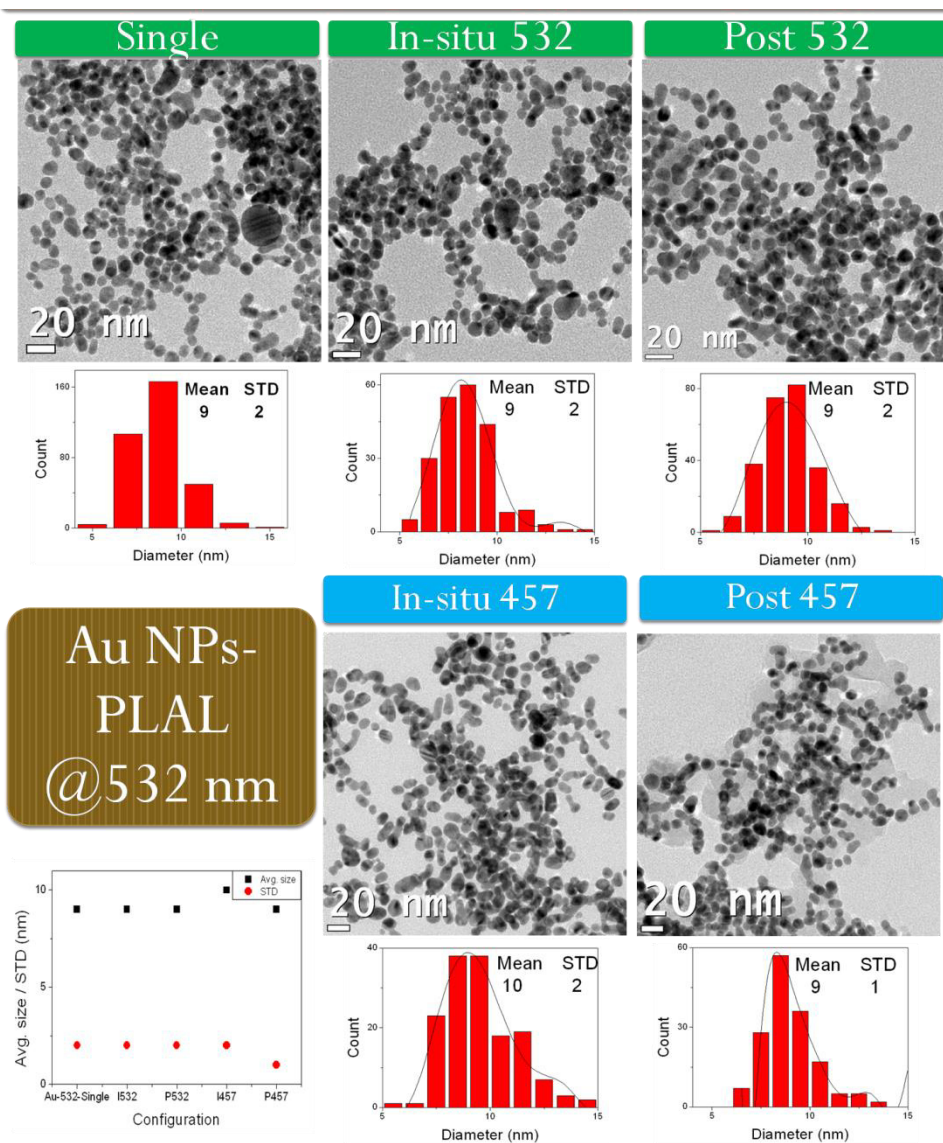 Single
In-situ 532
Post 532
20 nm
20 nm
20 nm
Mean STD
9 2
160
80
0
Count
5 10 15
Diameter (nm)
Mean STD
9 2
60
30
0
Count
5 10 15
Diameter (nm)
Mean STD
9 2
80
40
0
Count
5 10 15
Diameter (nm)
Au NPs-
PLAL
@532 nm
In-situ 457
Post 457
20 nm
20 nm
Avg. size
STD
10
5
0
Avg. size / STD (nm)
Au-532-Single I532 P532 I457 P457
Configuration
Mean STD
10 2
40
20
0
Count
5 10 15
Diameter (nm)
Mean STD
9 1
60
30
0
Count
5 10 15
Diameter (nm)